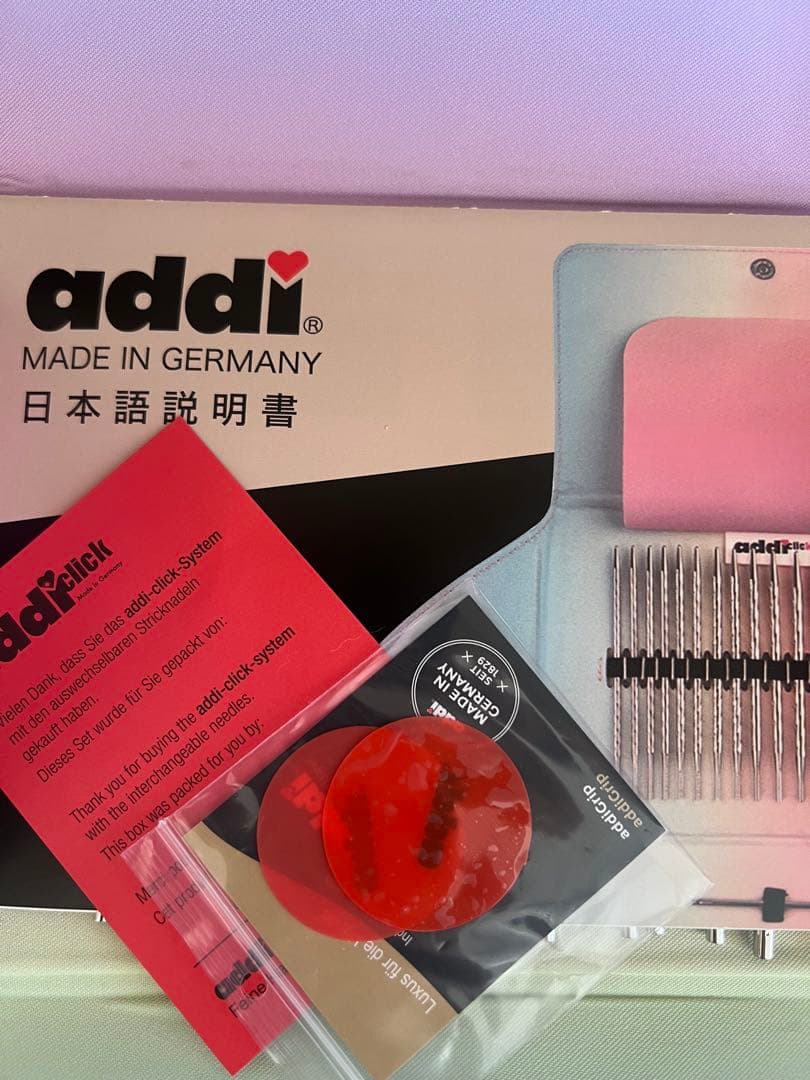 addi®
MADE IN GERMANY
日本語説明書
addiclick
addiclick
Made in Germany
Vielen Dank, dass Sie das addi-click-System
mit den auswechselbaren Stricknadeln
gekauft haben.
Dieses Set wurde für Sie gepackt von:
Thank you for buying the addi-click-system
with the interchangeable needles.
This box was packed for you by:
addi
Feine
MADE IN
GERMANY
SEIT
1829
addi
addiGrip
addiGrip
Luxus für die